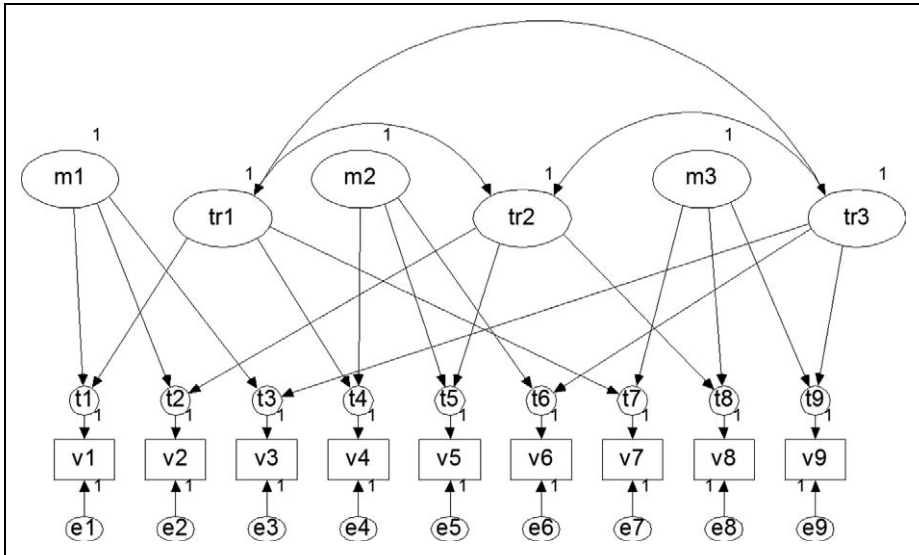 1 1 1
m1 m2 m3
1 1 1
tr1 tr2 tr3
t1 t2 t3 t4 t5 t6 t7 t8 t9
1 1 1 1 1 1 1 1 1
v1 v2 v3 v4 v5 v6 v7 v8 v9
1 1 1 1 1 1 1 1 1
e1 e2 e3 e4 e5 e6 e7 e8 e9